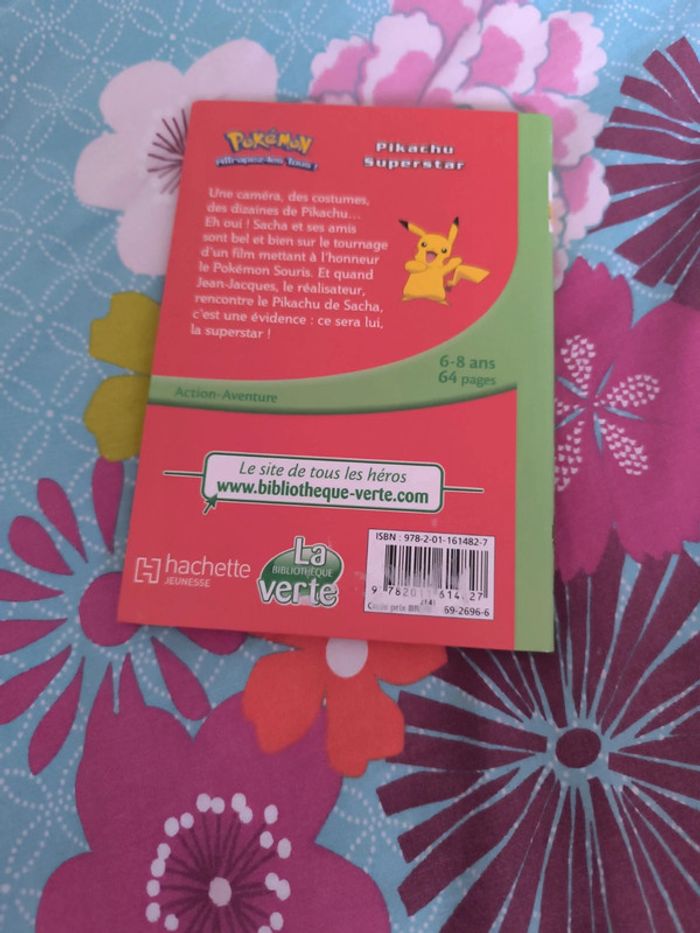 Pokémon
Attrapez-les Tous !
Pikachu
Superstar
Une caméra, des costumes,
des dizaines de Pikachu...
Eh oui ! Sacha et ses amis
sont bel et bien sur le tournage
d'un film mettant à l'honneur
le Pokémon Souris. Et quand
Jean-Jacques, le réalisateur,
rencontre le Pikachu de Sacha,
c'est une évidence : ce sera lui,
la superstar !
6-8 ans
64 pages
Action-Aventure
Le site de tous les héros
www.bibliotheque-verte.com
hachette
JEUNESSE
La
BIBLIOTHÈQUE
verte
ISBN : 978-2-01-161482-7
prix
69-2696-6